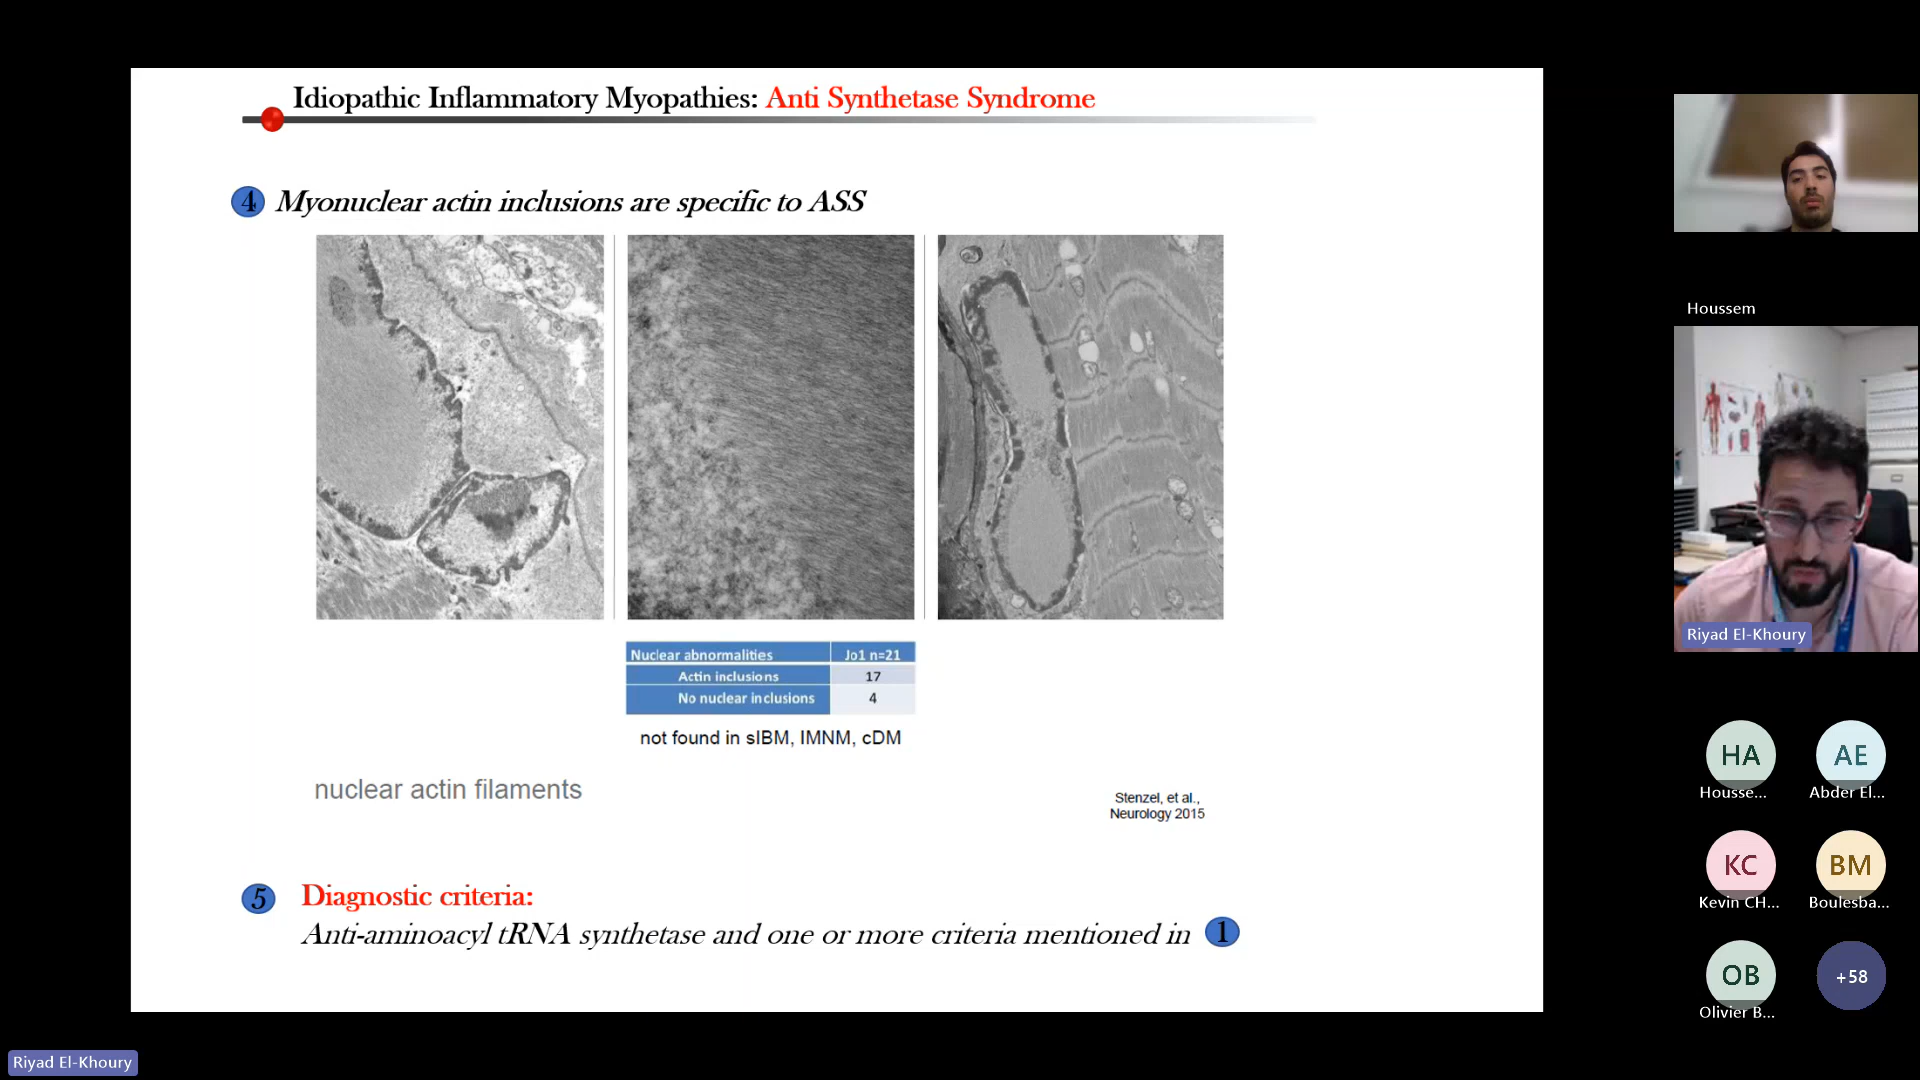 Idiopathic Inflammatory Myopathies: Anti Synthetase Syndrome
4 Myonuclear actin inclusions are specific to ASS
Nuclear abnormalities Jo1 n=21
Actin inclusions 17
No nuclear inclusions 4
not found in sIBM, IMNM, cDM
nuclear actin filaments
Stenzel, et al.,
Neurology 2015
5 Diagnostic criteria:
Anti-aminoacyl tRNA synthetase and one or more criteria mentioned in 1
Houssem
Riyad El-Khoury
HA AE
Housse... Abder El...
KC BM
Kevin CH... Boulesba...
OB +58
Olivier B...
Riyad El-Khoury